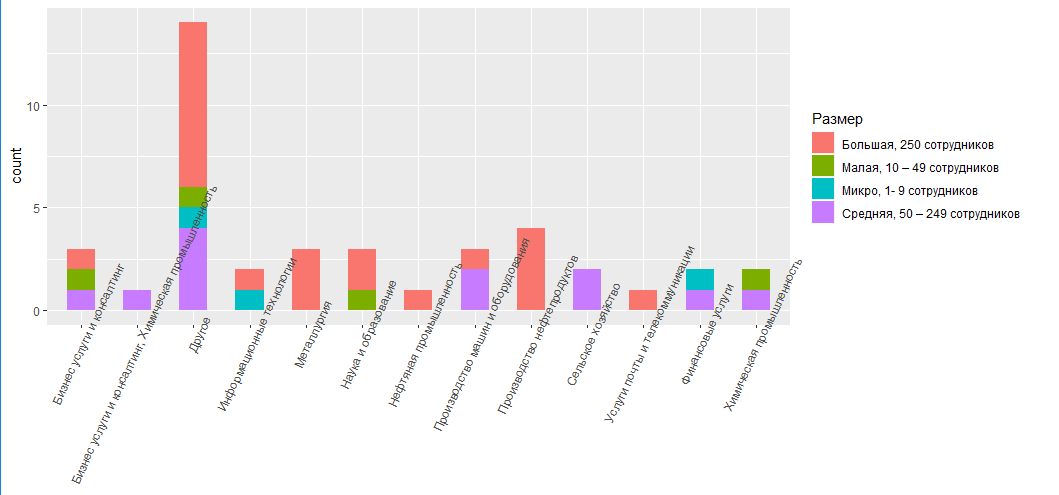 10
5
0
count
Бизнес услуги и консалтинг
Бизнес услуги и консалтинг, Химическая промышленность
Другое
Информационные технологии
Металлургия
Наука и образование
Нефтяная промышленность
Производство машин и оборудования
Производство нефтепродуктов
Сельское хозяйство
Услуги почты и телекоммуникации
Финансовые услуги
Химическая промышленность
Размер
Большая, 250 сотрудников
Малая, 10 – 49 сотрудников
Микро, 1- 9 сотрудников
Средняя, 50 – 249 сотрудников